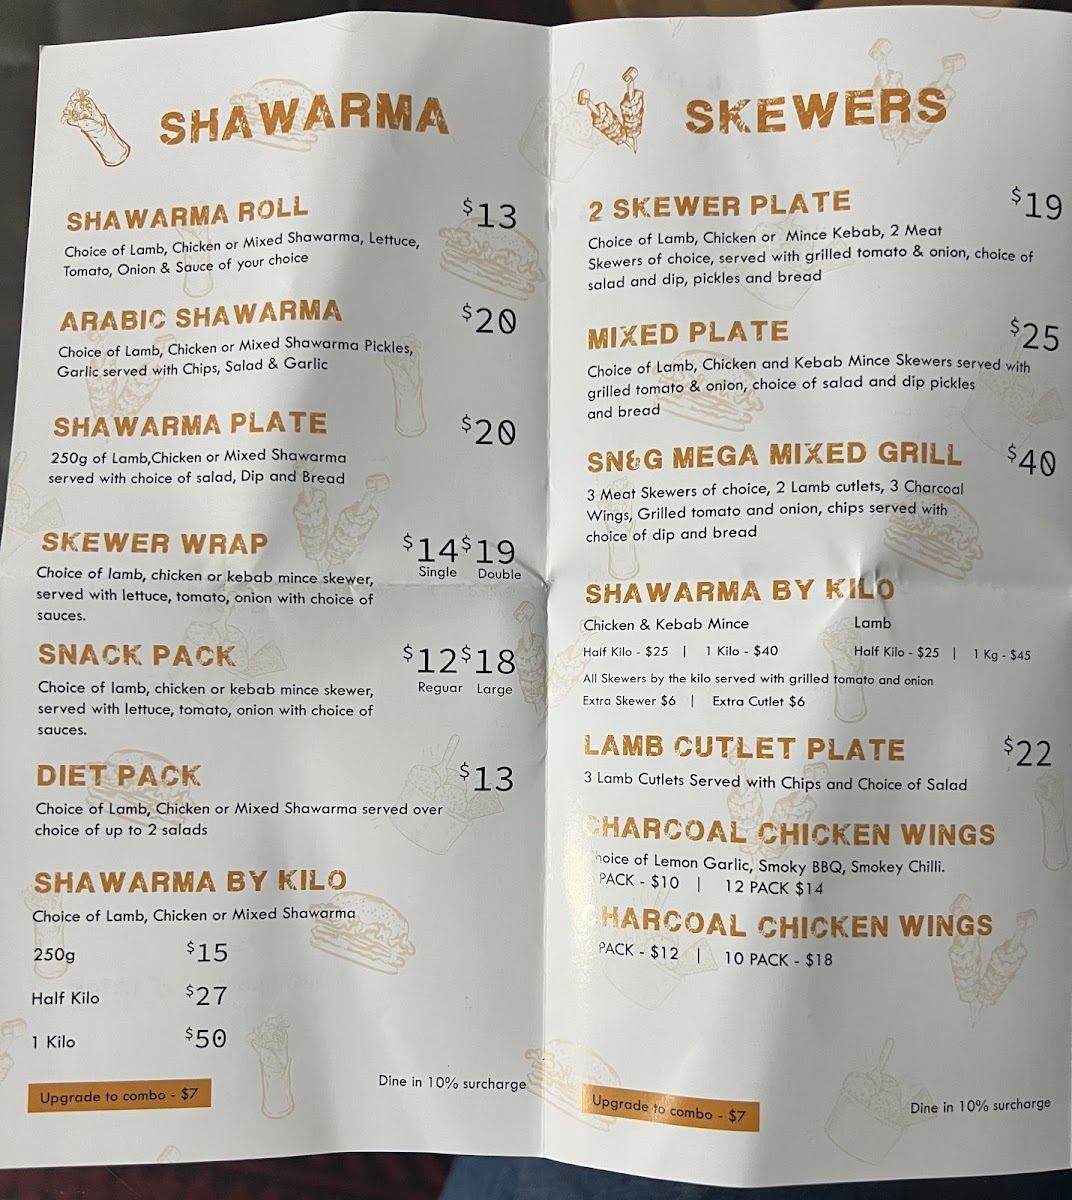 SHAWARMA
SHAWARMA ROLL $13
Choice of Lamb, Chicken or Mixed Shawarma, Lettuce,
Tomato, Onion & Sauce of your choice
ARABIC SHAWARMA $20
Choice of Lamb, Chicken or Mixed Shawarma Pickles,
Garlic served with Chips, Salad & Garlic
SHAWARMA PLATE $20
250g of Lamb,Chicken or Mixed Shawarma
served with choice of salad, Dip and Bread
SKEWER WRAP $14 $19
Single Double
Choice of lamb, chicken or kebab mince skewer,
served with lettuce, tomato, onion with choice of
sauces.
SNACK PACK $12 $18
Reguar Large
Choice of lamb, chicken or kebab mince skewer,
served with lettuce, tomato, onion with choice of
sauces.
DIET PACK $13
Choice of Lamb, Chicken or Mixed Shawarma served over
choice of up to 2 salads
SHAWARMA BY KILO
Choice of Lamb, Chicken or Mixed Shawarma
250g $15
Half Kilo $27
1 Kilo $50
Upgrade to combo - $7
Dine in 10% surcharge
SKEWERS
2 SKEWER PLATE $19
Choice of Lamb, Chicken or Mince Kebab, 2 Meat
Skewers of choice, served with grilled tomato & onion, choice of
salad and dip, pickles and bread
MIXED PLATE $25
Choice of Lamb, Chicken and Kebab Mince Skewers served with
grilled tomato & onion, choice of salad and dip pickles
and bread
SN&G MEGA MIXED GRILL $40
3 Meat Skewers of choice, 2 Lamb cutlets, 3 Charcoal
Wings, Grilled tomato and onion, chips served with
choice of dip and bread
SHAWARMA BY KILO
Chicken & Kebab Mince Lamb
Half Kilo - $25 | 1 Kilo - $40 Half Kilo - $25 | 1 Kg - $45
All Skewers by the kilo served with grilled tomato and onion
Extra Skewer $6 | Extra Cutlet $6
LAMB CUTLET PLATE $22
3 Lamb Cutlets Served with Chips and Choice of Salad
CHARCOAL CHICKEN WINGS
Choice of Lemon Garlic, Smoky BBQ, Smokey Chilli.
PACK - $10 | 12 PACK $14
CHARCOAL CHICKEN WINGS
PACK - $12 | 10 PACK - $18
Upgrade to combo - $7
Dine in 10% surcharge